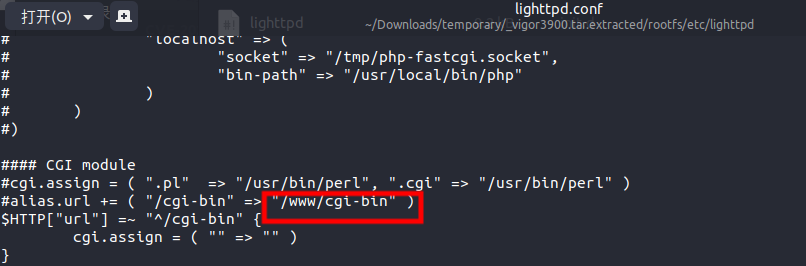 打开(O)
lighttpd.conf
~/Downloads/temporary/_vigor3900.tar.extracted/rootfs/etc/lighttpd
lighttpd
# "localhost" => (
# "socket" => "/tmp/php-fastcgi.socket",
# "bin-path" => "/usr/local/bin/php"
# )
# )
#)
#### CGI module
#cgi.assign = ( ".pl" => "/usr/bin/perl", ".cgi" => "/usr/bin/perl" )
#alias.url += ( "/cgi-bin" => "/www/cgi-bin" )
$HTTP["url"] =~ "^/cgi-bin" {
cgi.assign = ( "" => "" )
}